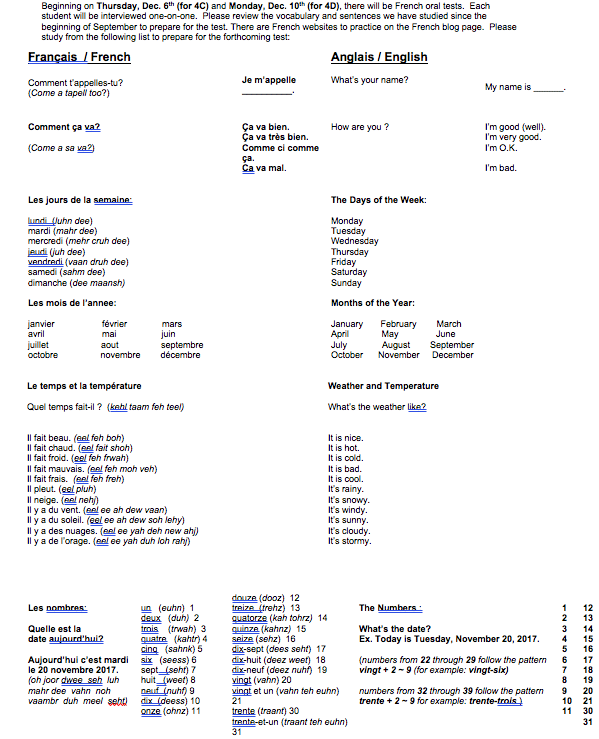 Beginning on Thursday, Dec. 6th (for 4C) and Monday, Dec. 10th (for 4D), there will be French oral tests. Each
student will be interviewed one-on-one. Please review the vocabulary and sentences we have studied since the
beginning of September to prepare for the test. There are French websites to practice on the French blog page. Please
study from the following list to prepare for the forthcoming test:
Français / French Anglais / English
Comment t'appelles-tu? Je m'appelle What's your name? My name is ______.
(Come a tapell too?) __________.
Comment ça va? Ça va bien. How are you ? I'm good (well).
Ça va très bien. I'm very good.
(Come a sa va?) Comme ci comme I'm O.K.
ça.
Ça va mal. I'm bad.
Les jours de la semaine: The Days of the Week:
lundi (luhn dee) Monday
mardi (mahr dee) Tuesday
mercredi (mehr cruh dee) Wednesday
jeudi (juh dee) Thursday
vendredi (vaan druh dee) Friday
samedi (sahm dee) Saturday
dimanche (dee maansh) Sunday
Les mois de l'annee: Months of the Year:
janvier février mars January February March
avril mai juin April May June
juillet aout septembre July August September
octobre novembre décembre October November December
Le temps et la température Weather and Temperature
Quel temps fait-il ? (kehl taam feh teel) What's the weather like?
Il fait beau. (eel feh boh) It is nice.
Il fait chaud. (eel fait shoh) It is hot.
Il fait froid. (eel feh frwah) It is cold.
Il fait mauvais. (eel feh moh veh) It is bad.
Il fait frais. (eel feh freh) It is cool.
Il pleut. (eel pluh) It's rainy.
Il neige. (eel nehj) It's snowy.
Il y a du vent. (eel ee ah dew vaan) It's windy.
Il y a du soleil. (eel ee ah dew soh lehy) It's sunny.
Il y a des nuages. (eel ee yah deh new ahj) It's cloudy.
Il y a de l'orage. (eel ee yah duh loh rahj) It's stormy.
douze (dooz) 12
Les nombres: un (euhn) 1 treize (trehz) 13 The Numbers : 1 12
deux (duh) 2 quatorze (kah tohrz) 14 2 13
Quelle est la trois (trwah) 3 quinze (kahnz) 15 What's the date? 3 14
date aujourd'hui? quatre (kahtr) 4 seize (sehz) 16 Ex. Today is Tuesday, November 20, 2017. 4 15
cinq (sahnk) 5 dix-sept (dees seht) 17 5 16
Aujourd'hui c'est mardi six (seess) 6 dix-huit (deez weet) 18 (numbers from 22 through 29 follow the pattern 6 17
le 20 novembre 2017. sept (seht) 7 dix-neuf (deez nuhf) 19 vingt + 2 ~ 9 (for example: vingt-six) 7 18
(oh joor dwee seh luh huit (weet) 8 vingt (vahn) 20 8 19
mahr dee vahn noh neuf (nuhf) 9 vingt et un (vahn teh euhn) numbers from 32 through 39 follow the pattern 9 20
vaambr duh meel seht) dix (deess) 10 21 trente + 2 ~ 9 (for example: trente-trois.) 10 21
onze (ohnz) 11 trente (traant) 30 11 30
trente-et-un (traant teh euhn) 31
31